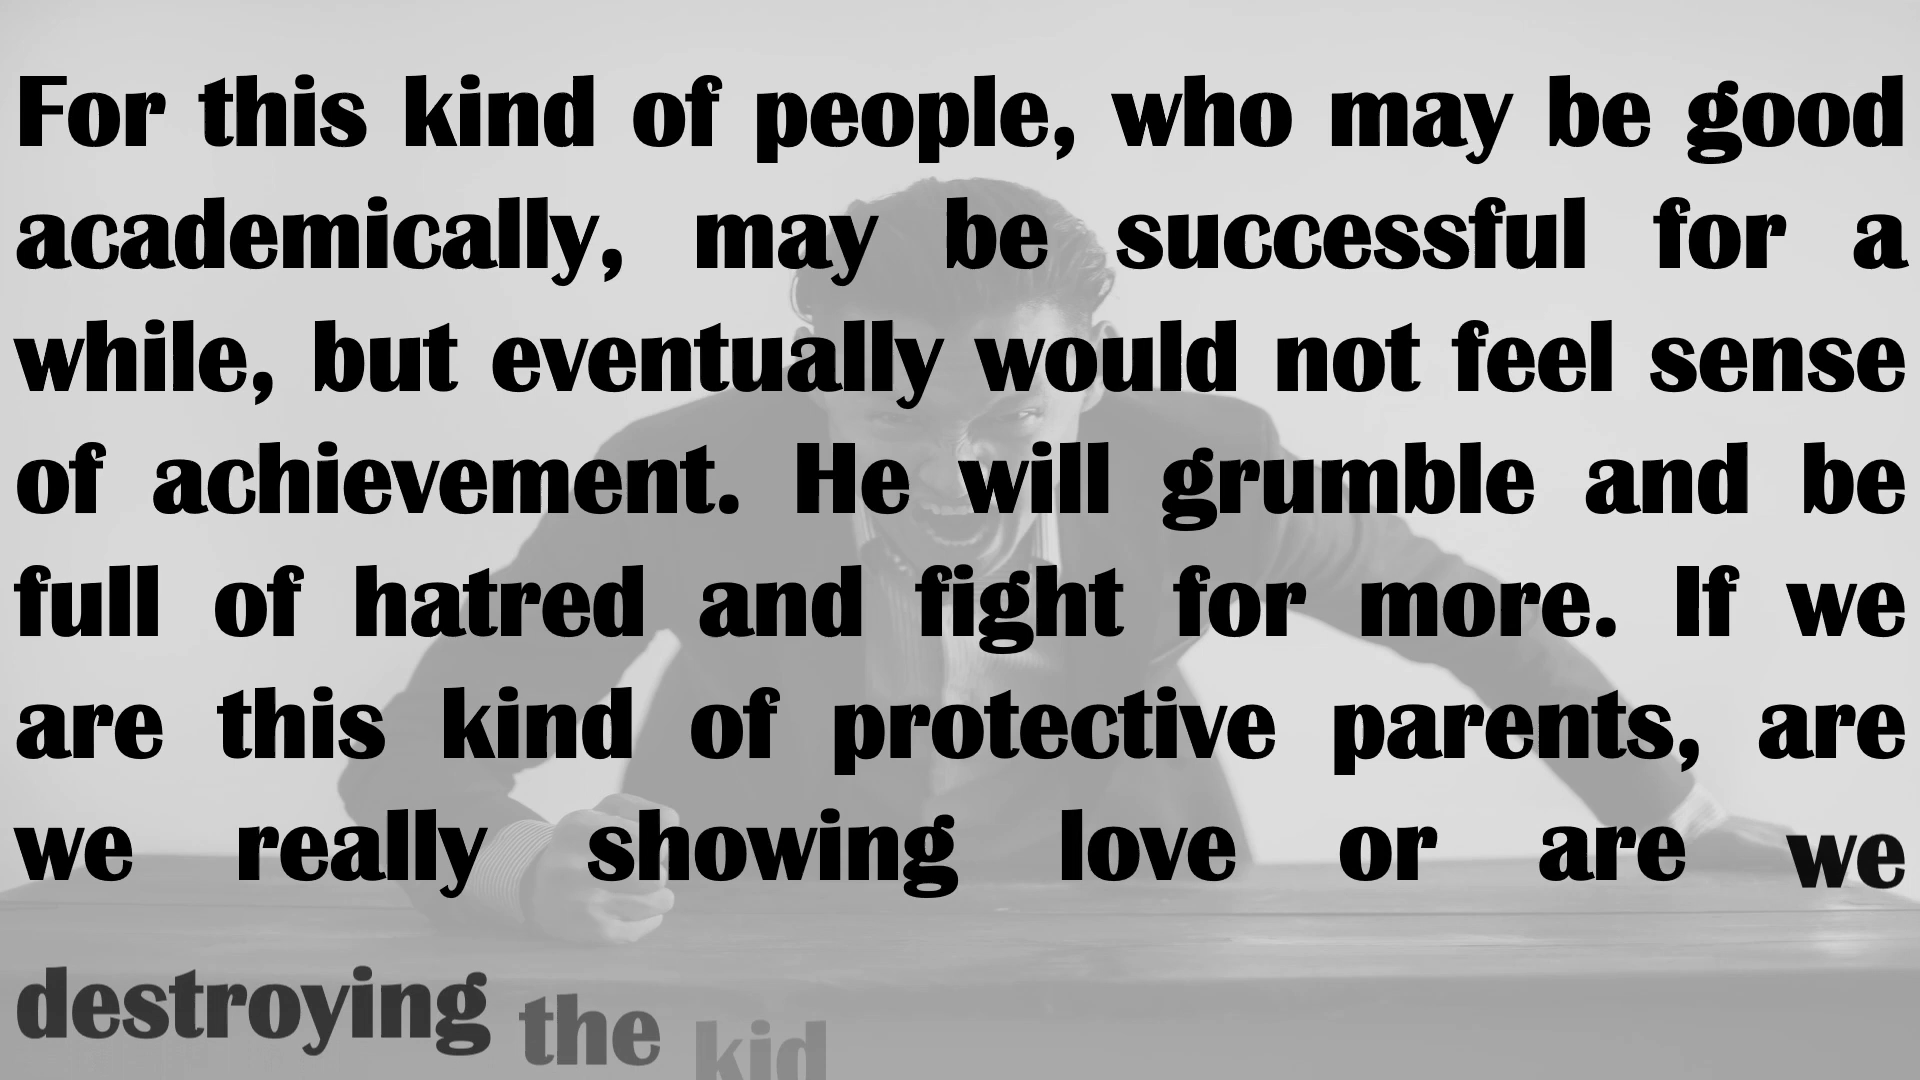 For this kind of people, who may be good
academically, may be successful for a
while, but eventually would not feel sense
of achievement. He will grumble and be
full of hatred and fight for more. If we
are this kind of protective parents, are
we really showing love or are we
destroying the kid